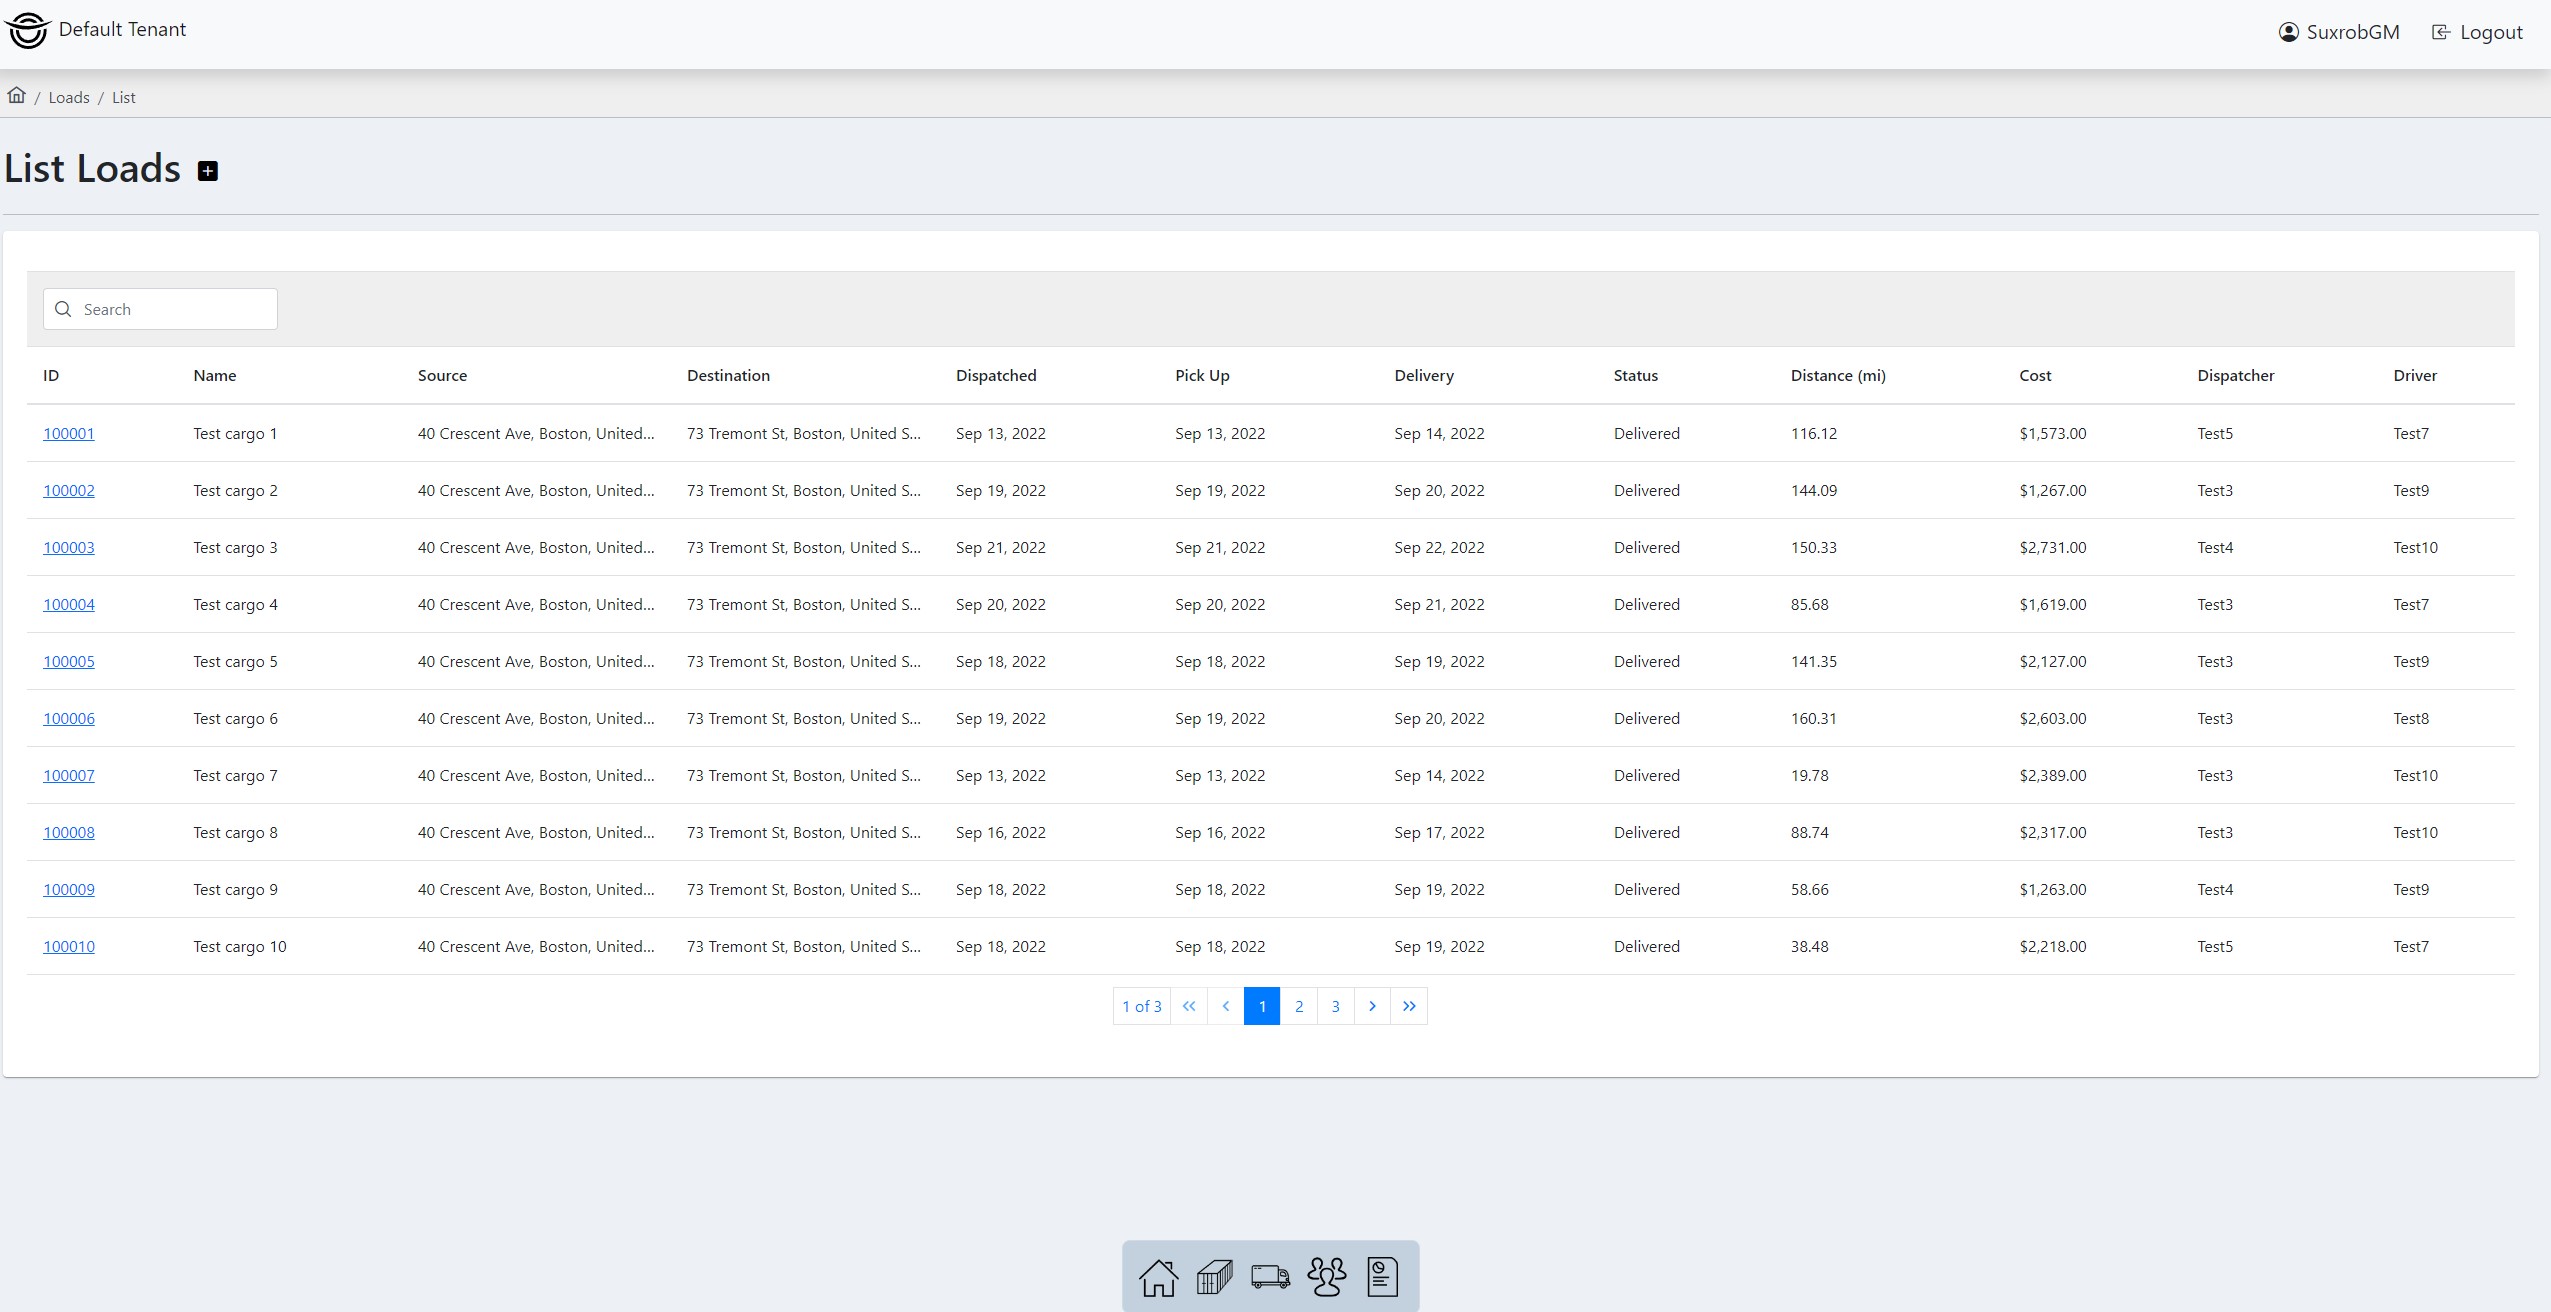 Default Tenant
SuxrobGM Logout
/ Loads / List
List Loads
Search
ID Name Source Destination Dispatched Pick Up Delivery Status Distance (mi) Cost Dispatcher Driver
100001 Test cargo 1 40 Crescent Ave, Boston, United... 73 Tremont St, Boston, United S... Sep 13, 2022 Sep 13, 2022 Sep 14, 2022 Delivered 116.12 $1,573.00 Test5 Test7
100002 Test cargo 2 40 Crescent Ave, Boston, United... 73 Tremont St, Boston, United S... Sep 19, 2022 Sep 19, 2022 Sep 20, 2022 Delivered 144.09 $1,267.00 Test3 Test9
100003 Test cargo 3 40 Crescent Ave, Boston, United... 73 Tremont St, Boston, United S... Sep 21, 2022 Sep 21, 2022 Sep 22, 2022 Delivered 150.33 $2,731.00 Test4 Test10
100004 Test cargo 4 40 Crescent Ave, Boston, United... 73 Tremont St, Boston, United S... Sep 20, 2022 Sep 20, 2022 Sep 21, 2022 Delivered 85.68 $1,619.00 Test3 Test7
100005 Test cargo 5 40 Crescent Ave, Boston, United... 73 Tremont St, Boston, United S... Sep 18, 2022 Sep 18, 2022 Sep 19, 2022 Delivered 141.35 $2,127.00 Test3 Test9
100006 Test cargo 6 40 Crescent Ave, Boston, United... 73 Tremont St, Boston, United S... Sep 19, 2022 Sep 19, 2022 Sep 20, 2022 Delivered 160.31 $2,603.00 Test3 Test8
100007 Test cargo 7 40 Crescent Ave, Boston, United... 73 Tremont St, Boston, United S... Sep 13, 2022 Sep 13, 2022 Sep 14, 2022 Delivered 19.78 $2,389.00 Test3 Test10
100008 Test cargo 8 40 Crescent Ave, Boston, United... 73 Tremont St, Boston, United S... Sep 16, 2022 Sep 16, 2022 Sep 17, 2022 Delivered 88.74 $2,317.00 Test3 Test10
100009 Test cargo 9 40 Crescent Ave, Boston, United... 73 Tremont St, Boston, United S... Sep 18, 2022 Sep 18, 2022 Sep 19, 2022 Delivered 58.66 $1,263.00 Test4 Test9
100010 Test cargo 10 40 Crescent Ave, Boston, United... 73 Tremont St, Boston, United S... Sep 18, 2022 Sep 18, 2022 Sep 19, 2022 Delivered 38.48 $2,218.00 Test5 Test7
1 of 3 « ‹ 1 2 3 › »